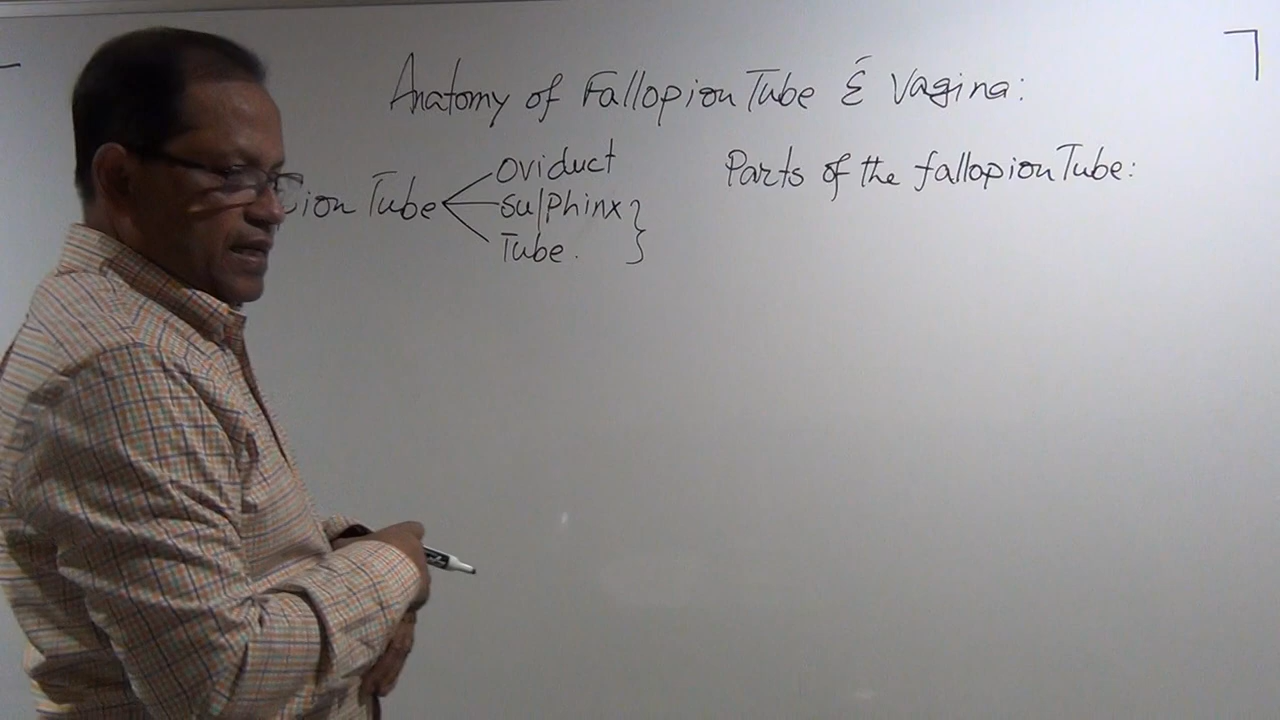 Anatomy of Fallopion Tube & Vagina:
ion Tube
oviduct
Sulphinx
Tube.
Parts of the fallopion Tube: